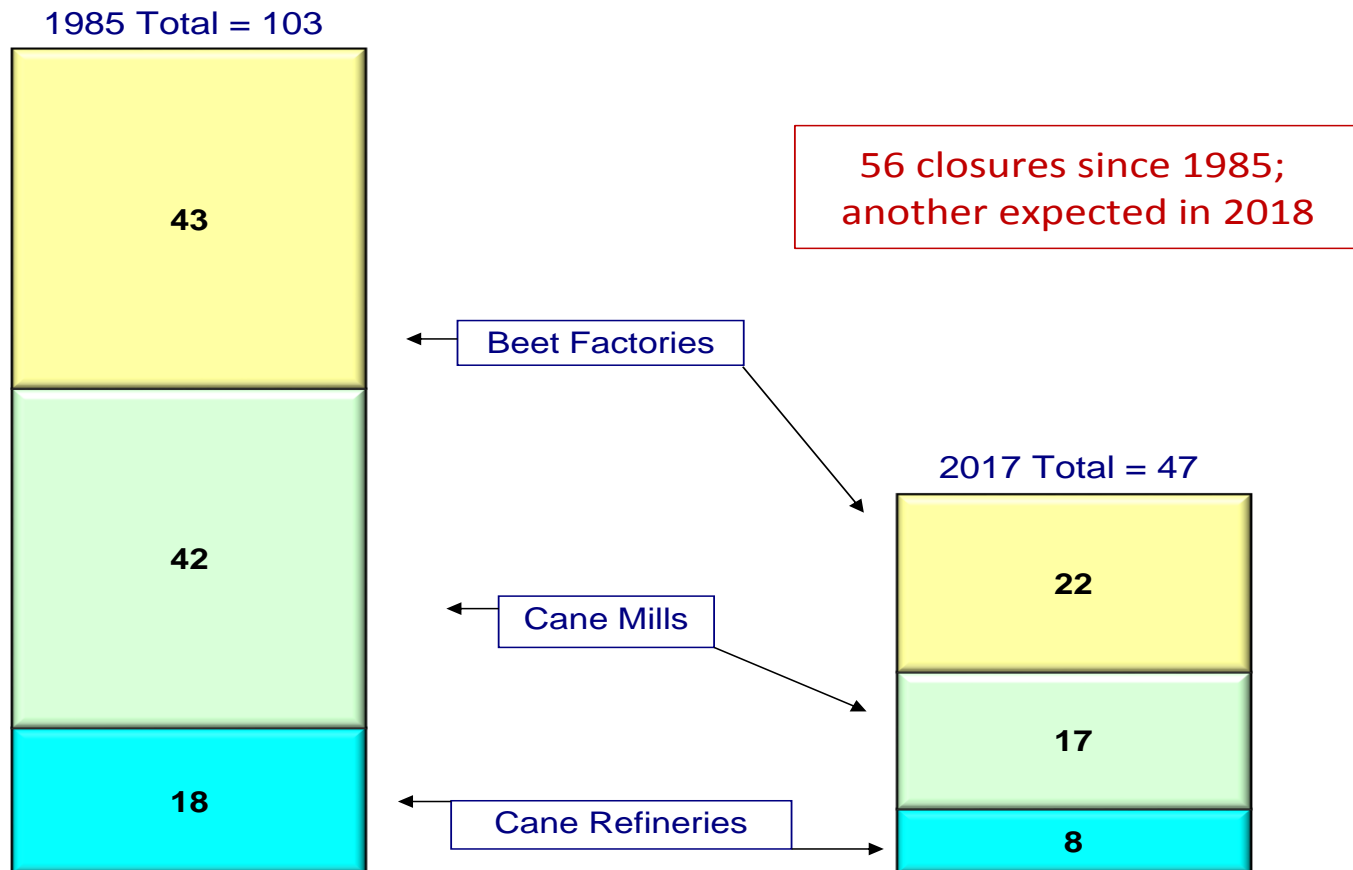 1985 Total = 103
56 closures since 1985;
another expected in 2018
43
Beet Factories
2017 Total = 47
42
22
Cane Mills
17
18
Cane Refineries
8